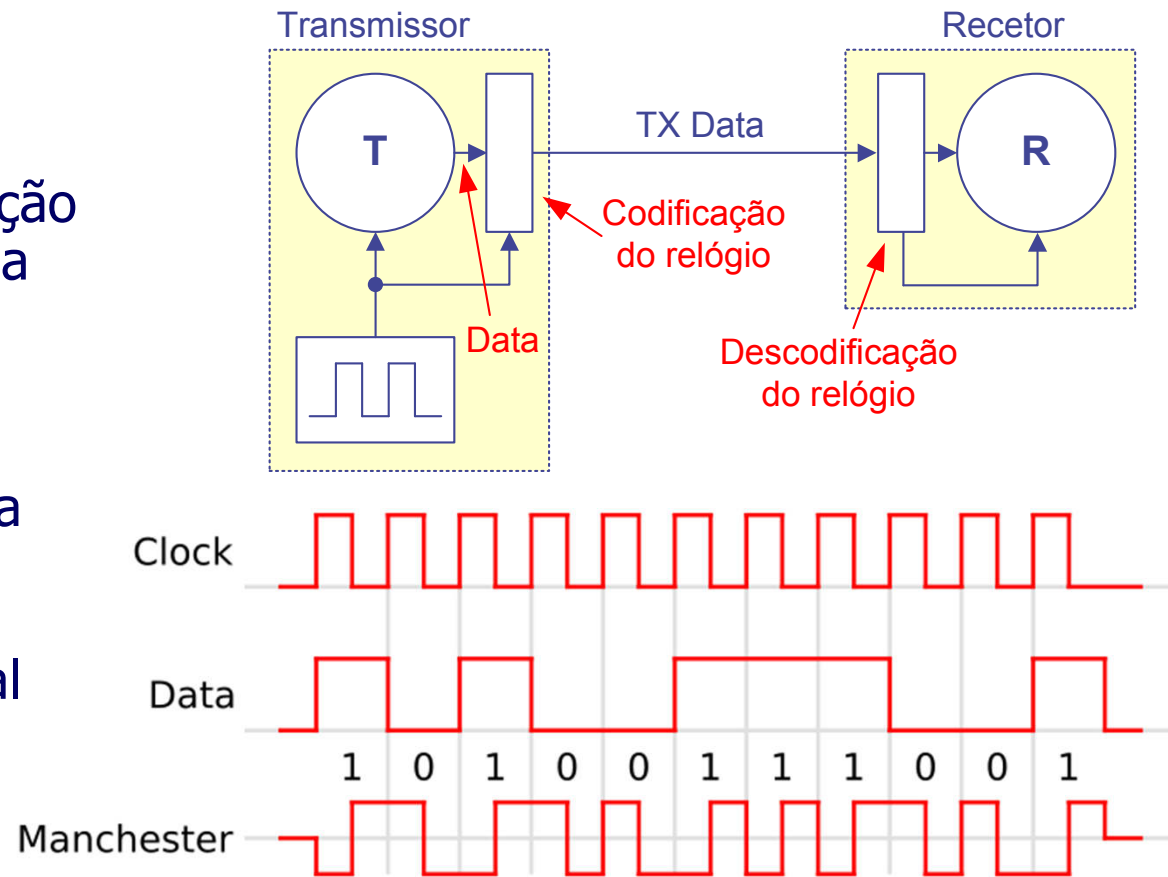 Transmissor
Recetor
T
TX Data
R
ção
a
Codificação
do relógio
Data
Descodificação
do relógio
a
Clock
al
Data
1 0 1 0 0 1 1 1 0 0 1
Manchester